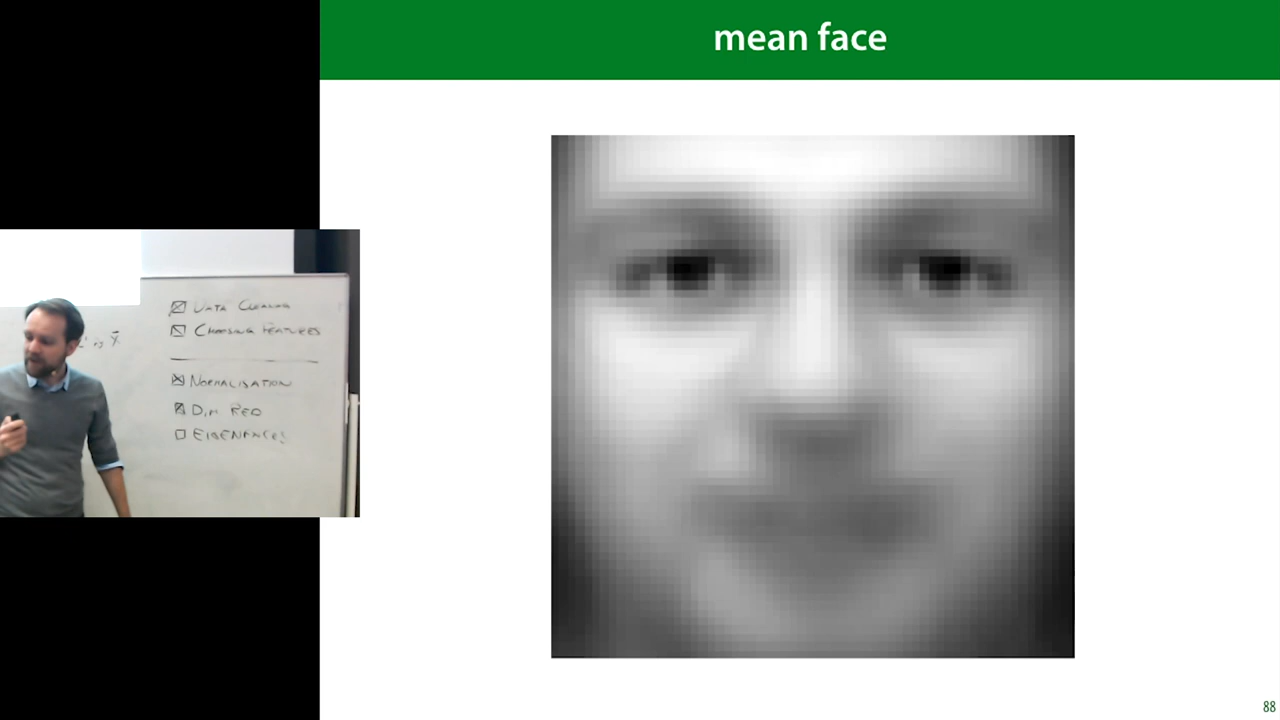 mean face
DATA CLEANING
CHOOSING FEATURES
NORMALISATION
DIM RED
EIGENFACES
88